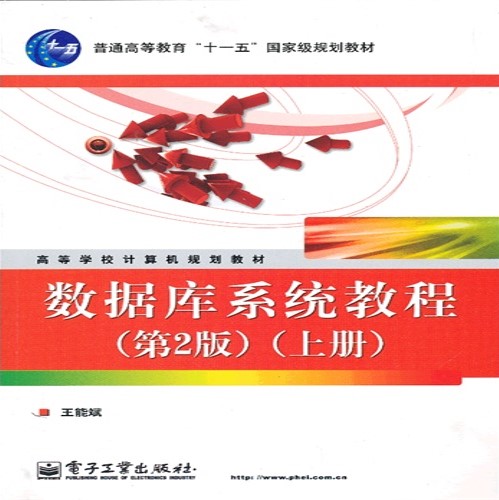 十一五
普通高等教育“十一五”国家级规划教材
高等学校计算机规划教材
数据库系统教程
（第2版）（上册）
王能斌
电子工业出版社·
PUBLISHING HOUSE OF ELECTRONICS INDUSTRY
http://www.phei.com.cn